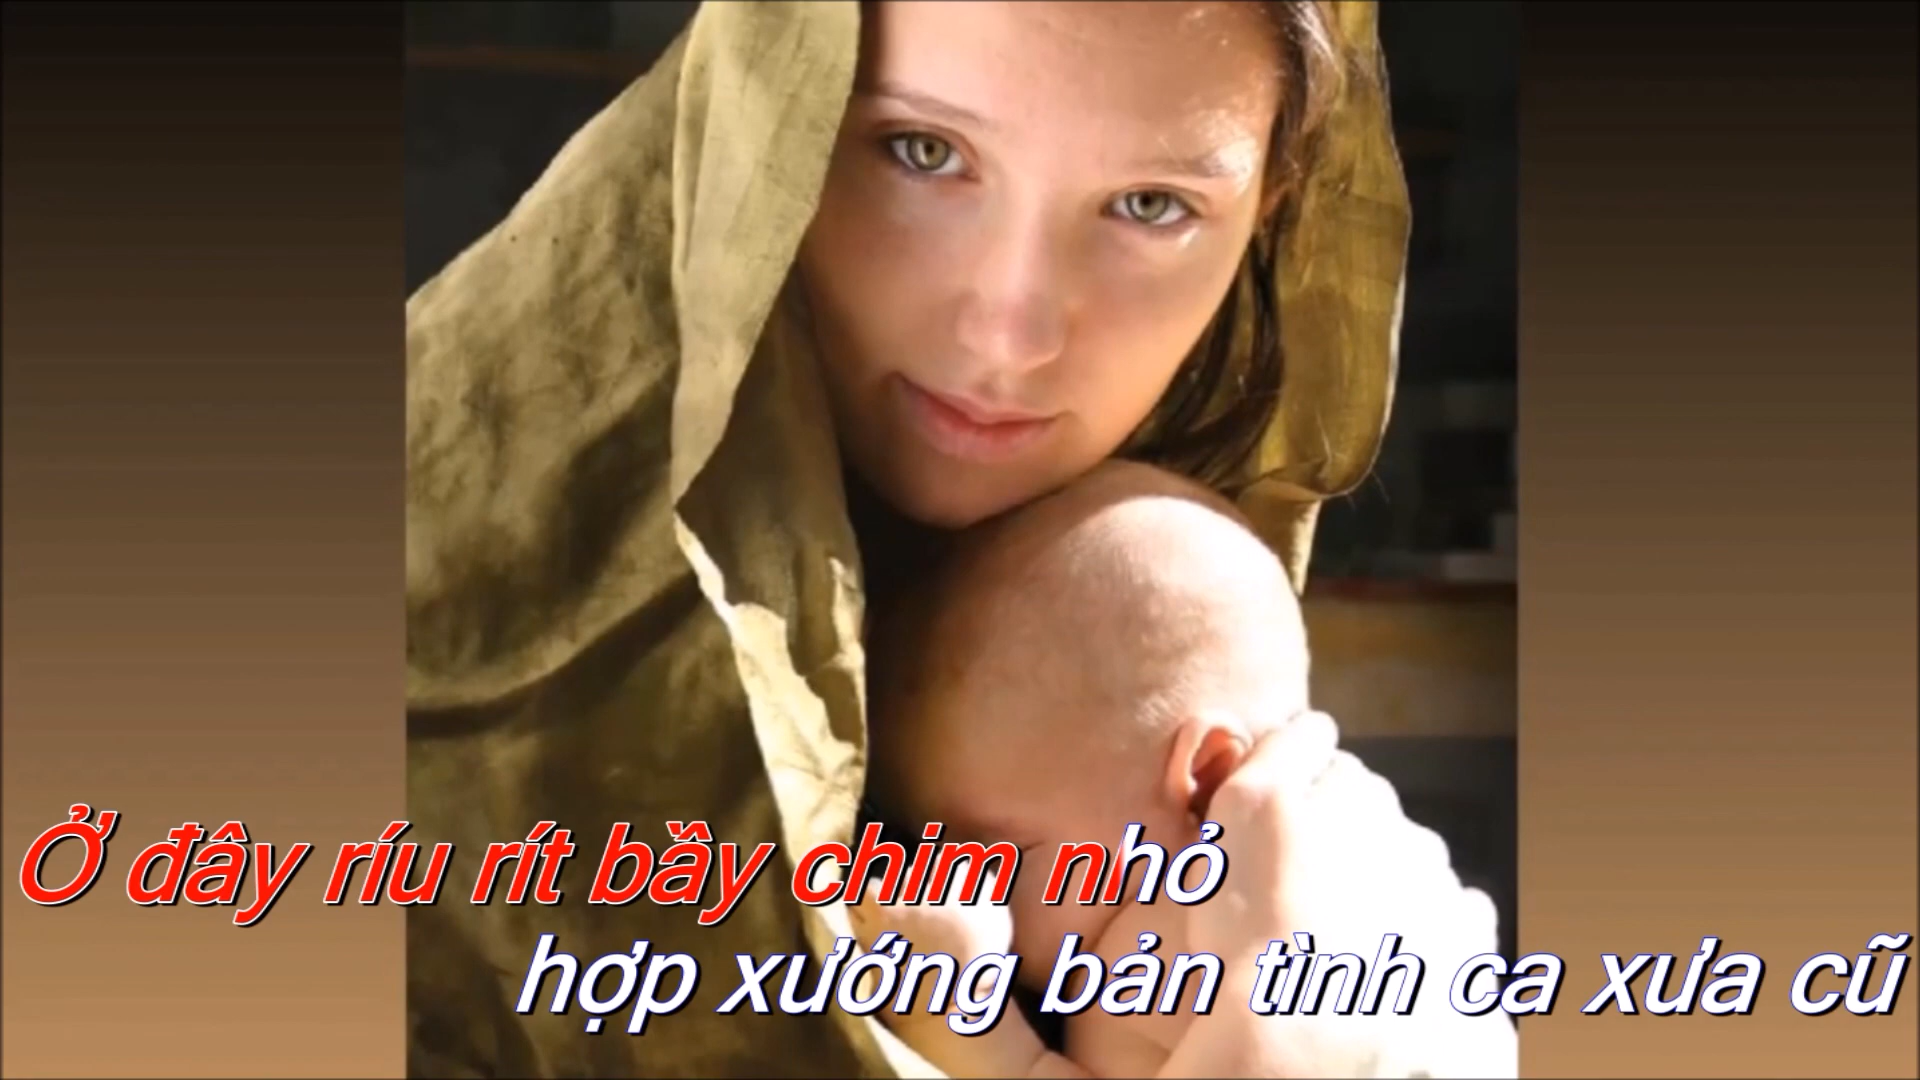 Ở đây ríu rít bầy chim nhỏ
hợp xướng bản tình ca xưa cũ